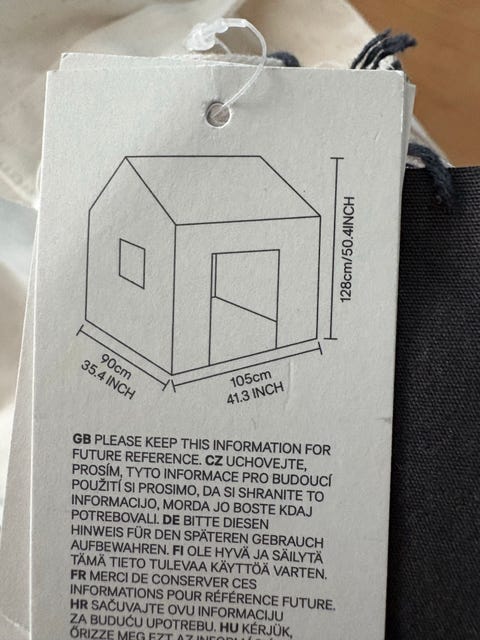 128cm/50.4INCH
90cm
35.4 INCH
105cm
41.3 INCH
GB PLEASE KEEP THIS INFORMATION FOR
FUTURE REFERENCE. CZ UCHOVEJTE,
PROSÍM, TYTO INFORMACE PRO BUDOUCÍ
POUŽITÍ SI PROSIMO, DA SI SHRANITE TO
INFORMACIJO, MORDA JO BOSTE KDAJ
POTREBOVALI. DE BITTE DIESEN
HINWEIS FÜR DEN SPÄTEREN GEBRAUCH
AUFBEWAHREN. FI OLE HYVÄ JA SÄILYTÄ
TÄMÄ TIETO TULEVAA KÄYTTÖÄ VARTEN.
FR MERCI DE CONSERVER CES
INFORMATIONS POUR RÉFÉRENCE FUTURE.
HR SAČUVAJTE OVU INFORMACIJU
ZA BUDUĆU UPOTREBU. HU KÉRJÜK,
ŐRIZZE MEG EZT AZ